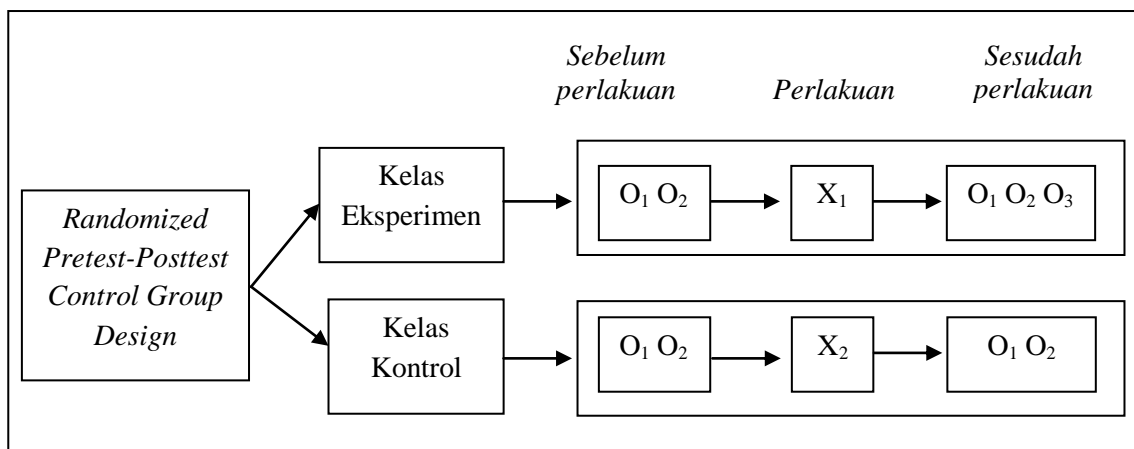 Sebelum
perlakuan
Perlakuan
Sesudah
perlakuan
Randomized
Pretest-Posttest
Control Group
Design
Kelas
Eksperimen
O₁ O₂
X₁
O₁ O₂ O₃
Kelas
Kontrol
O₁ O₂
X₂
O₁ O₂